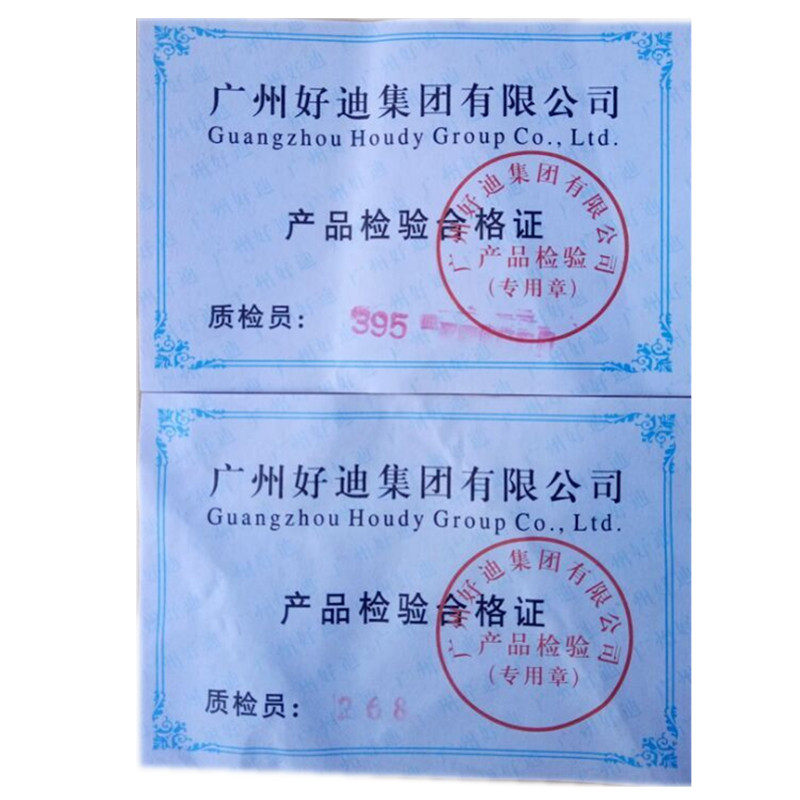 广州好迪集团有限公司
Guangzhou Houdy Group Co., Ltd.
产品检验合格证
广州好迪集团有限公司
产品检验
(专用章)
质检员: 395
广州好迪集团有限公司
Guangzhou Houdy Group Co., Ltd.
产品检验合格证
广州好迪集团有限公司
产品检验
(专用章)
质检员: 268